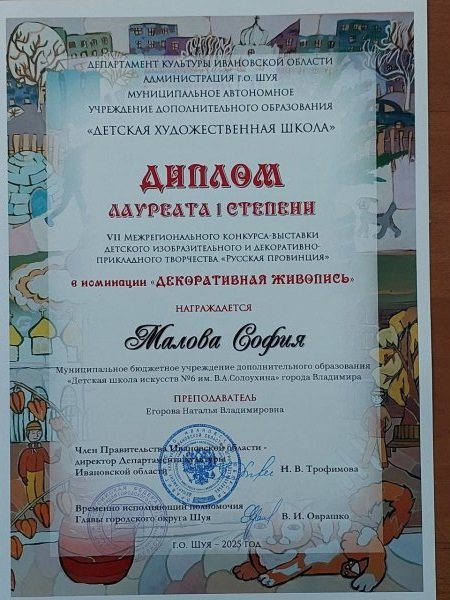 ДЕПАРТАМЕНТ КУЛЬТУРЫ ИВАНОВСКОЙ ОБЛАСТИ
АДМИНИСТРАЦИЯ Г.О. ШУЯ
МУНИЦИПАЛЬНОЕ АВТОНОМНОЕ
УЧРЕЖДЕНИЕ ДОПОЛНИТЕЛЬНОГО ОБРАЗОВАНИЯ
«ДЕТСКАЯ ХУДОЖЕСТВЕННАЯ ШКОЛА»
ДИПЛОМ
ЛАУРЕАТА I СТЕПЕНИ
VII МЕЖРЕГИОНАЛЬНОГО КОНКУРСА-ВЫСТАВКИ
ДЕТСКОГО ИЗОБРАЗИТЕЛЬНОГО И ДЕКОРАТИВНО-
ПРИКЛАДНОГО ТВОРЧЕСТВА «РУССКАЯ ПРОВИНЦИЯ»
в номинации «ДЕКОРАТИВНАЯ ЖИВОПИСЬ»
НАГРАЖДАЕТСЯ
Малова София
Муниципальное бюджетное учреждение дополнительного образования
«Детская школа искусств №6 им. В.А.Солоухина» города Владимира
ПРЕПОДАВАТЕЛЬ
Егорова Наталья Владимировна
Член Правительства Ивановской области -
директор Департамента культуры
Ивановской области
Н. В. Трофимова
Временно исполняющий полномочия
Главы городского округа Шуя
В. И. Оврашко
Г.О. ШУЯ – 2025 ГОД